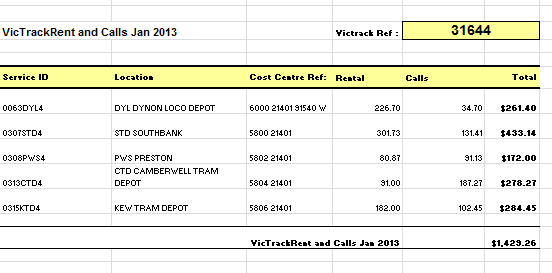 VicTrackRent and Calls Jan 2013 Victrack Ref : 31644
Service ID Location Cost Centre Ref: Rental Calls Total
0063DYL4 DYL DYNON LOCO DEPOT 6000 21401 91540 W 226.70 34.70 $261.40
0307STD4 STD SOUTHBANK 5800 21401 301.73 131.41 $433.14
0308PWS4 PWS PRESTON 5802 21401 80.87 91.13 $172.00
CTD CAMBERWELL TRAM
0313CTD4 DEPOT 5804 21401 91.00 187.27 $278.27
0315KTD4 KEW TRAM DEPOT 5806 21401 182.00 102.45 $284.45
VicTrackRent and Calls Jan 2013 $1,429.26